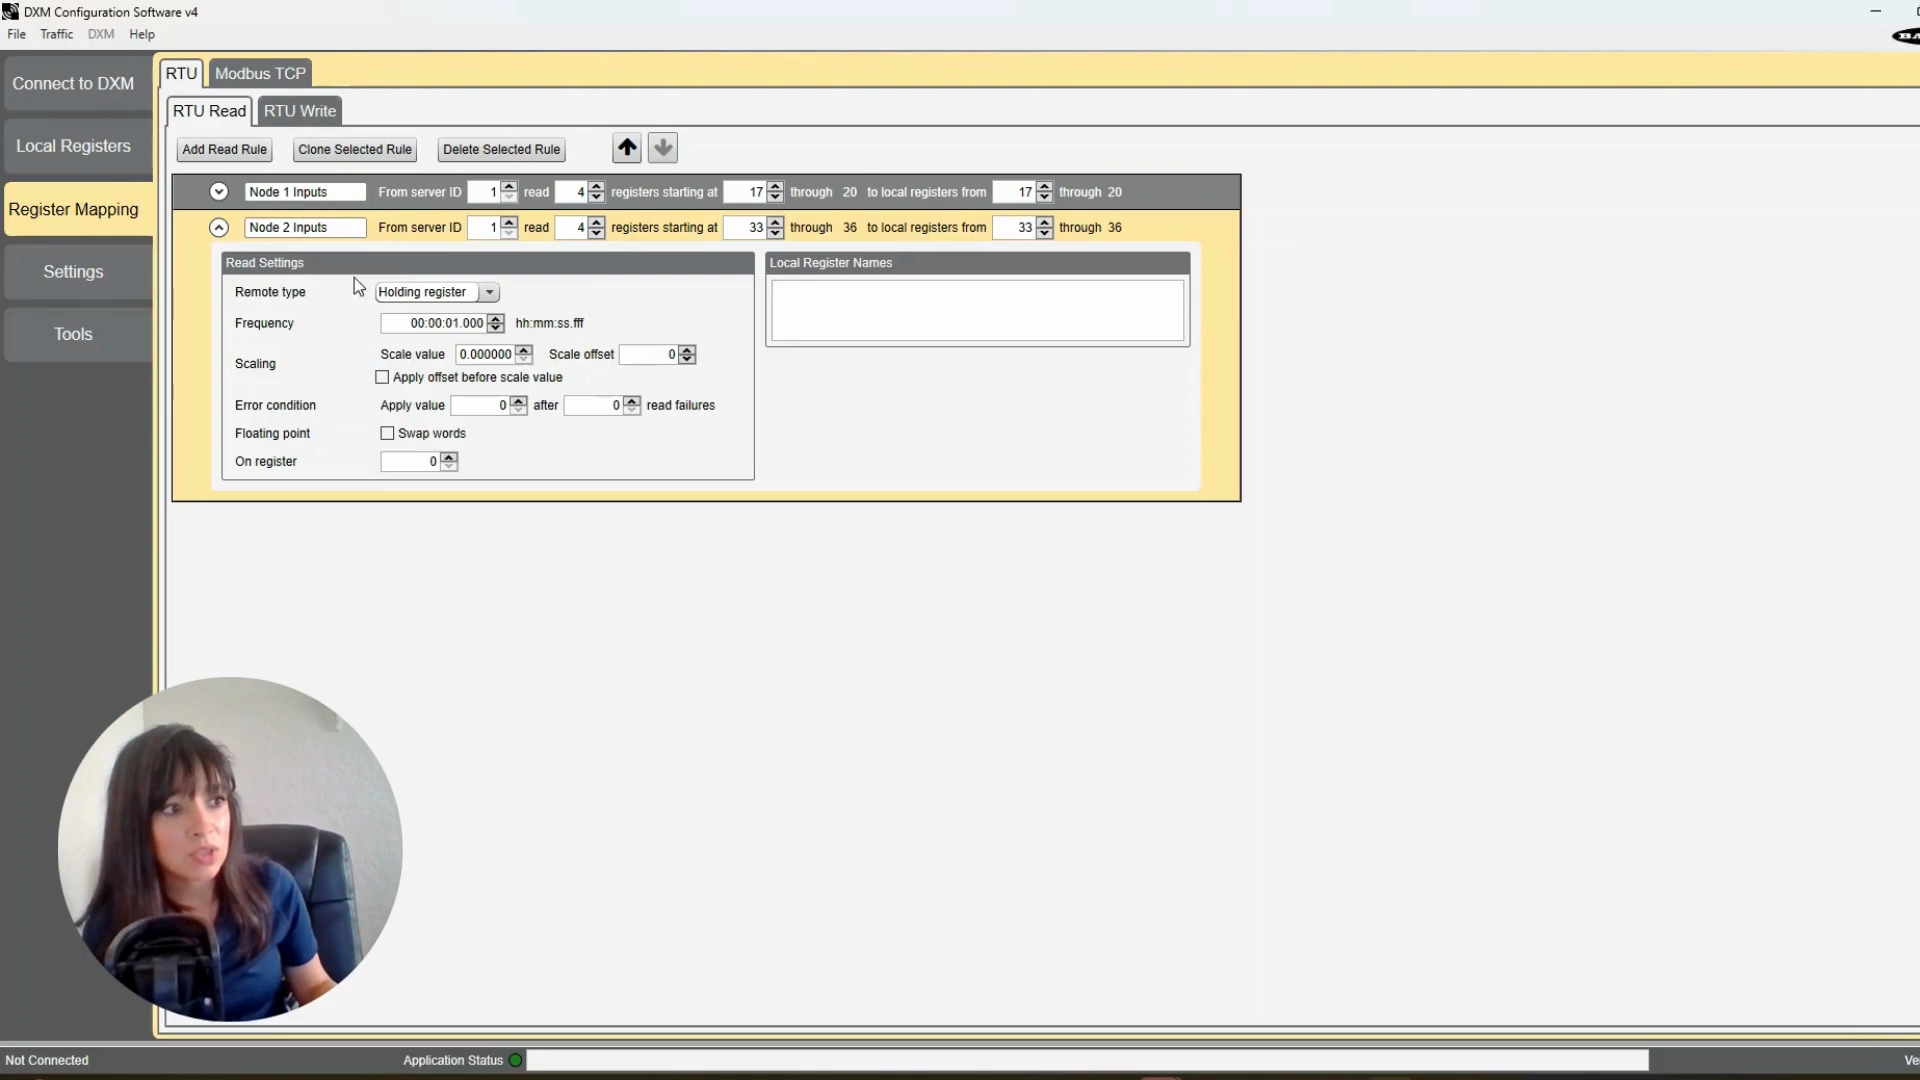 DXM Configuration Software v4
File Traffic DXM Help
Connect to DXM
Local Registers
Register Mapping
Settings
Tools
RTU Modbus TCP
RTU Read RTU Write
Add Read Rule Clone Selected Rule Delete Selected Rule
Node 1 Inputs From server ID 1 read 4 registers starting at 17 through 20 to local registers from 17 through 20
Node 2 Inputs From server ID 1 read 4 registers starting at 33 through 36 to local registers from 33 through 36
Read Settings
Remote type Holding register
Frequency 00:00:01.000 hh:mm:ss.fff
Scaling Scale value 0.000000 Scale offset 0
Apply offset before scale value
Error condition Apply value 0 after 0 read failures
Floating point Swap words
On register 0
Local Register Names
Not Connected Application Status